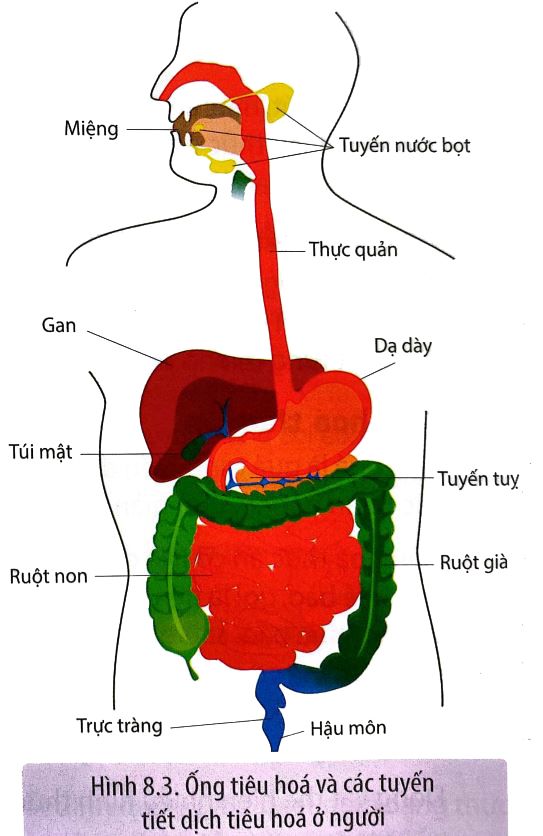 Miệng
Tuyến nước bọt
Thực quản
Gan
Dạ dày
Túi mật
Tuyến tuỵ
Ruột non
Ruột già
Trực tràng
Hậu môn
Hình 8.3. Ống tiêu hoá và các tuyến
tiết dịch tiêu hoá ở người